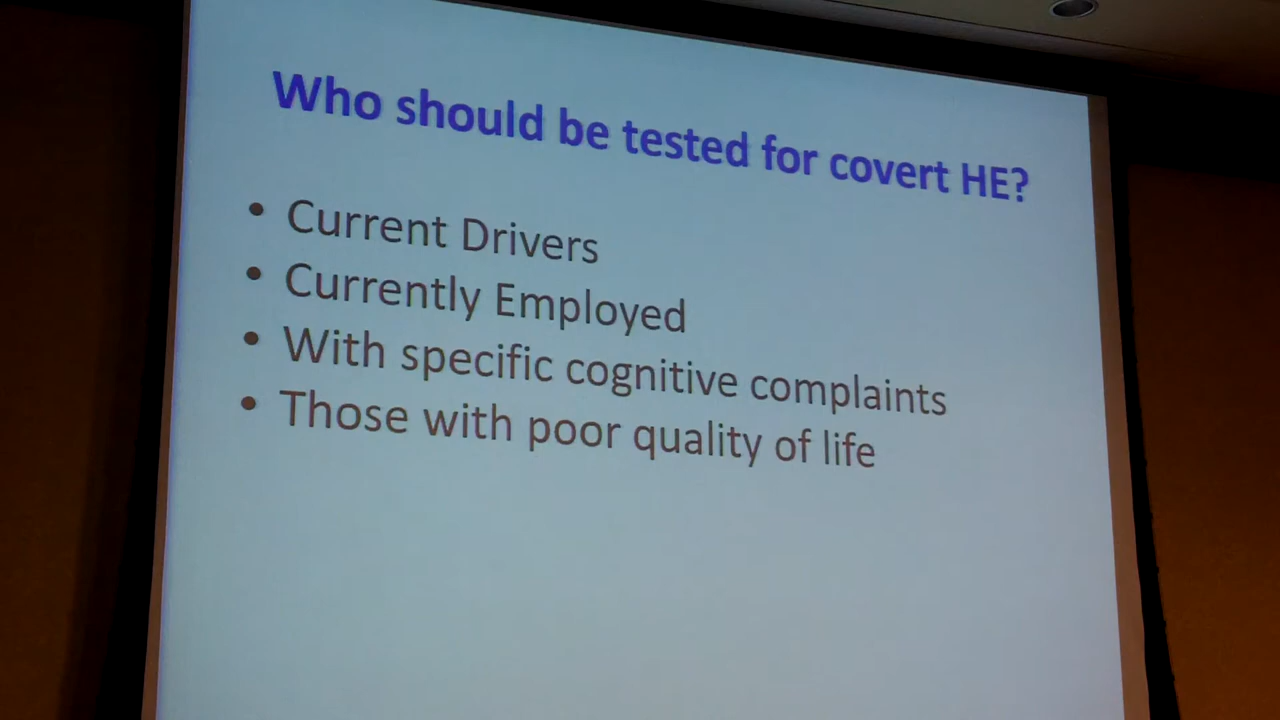 Who should be tested for covert HE?
• Current Drivers
• Currently Employed
• With specific cognitive complaints
• Those with poor quality of life